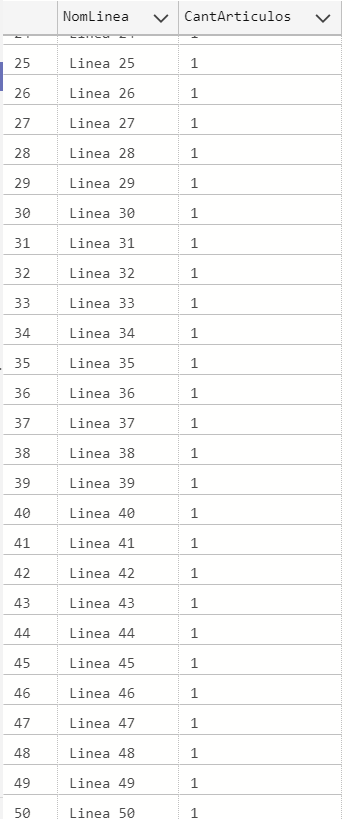 NomLinea CantArticulos
24 Linea 24 1
25 Linea 25 1
26 Linea 26 1
27 Linea 27 1
28 Linea 28 1
29 Linea 29 1
30 Linea 30 1
31 Linea 31 1
32 Linea 32 1
33 Linea 33 1
34 Linea 34 1
35 Linea 35 1
36 Linea 36 1
37 Linea 37 1
38 Linea 38 1
39 Linea 39 1
40 Linea 40 1
41 Linea 41 1
42 Linea 42 1
43 Linea 43 1
44 Linea 44 1
45 Linea 45 1
46 Linea 46 1
47 Linea 47 1
48 Linea 48 1
49 Linea 49 1
50 Linea 50 1